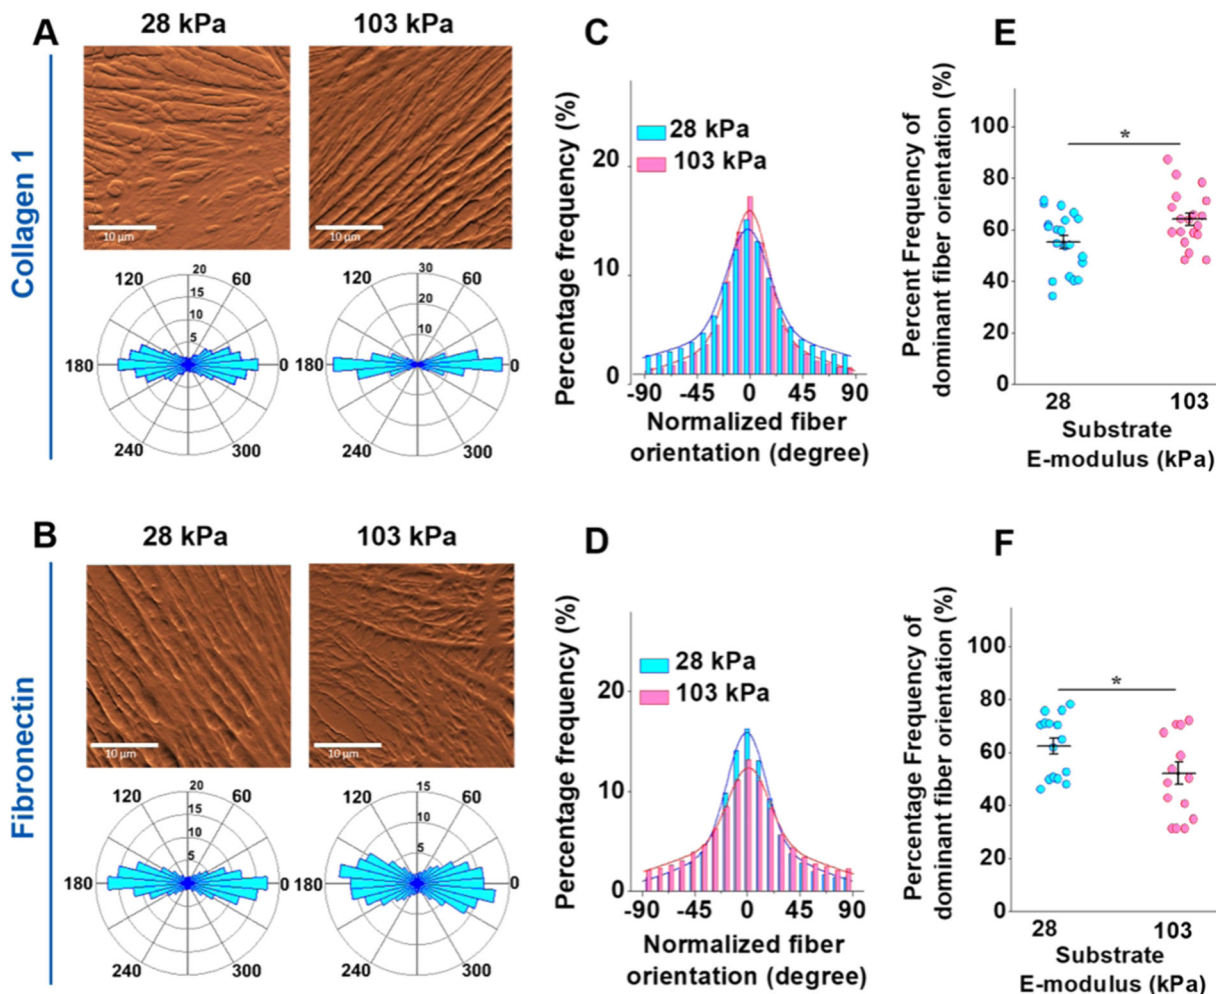 A
28 kPa
103 kPa
Collagen 1
10 µm
10 µm
120
60
180
0
240
300
20
15
10
5
120
60
180
0
240
300
30
20
10
C
28 kPa
103 kPa
Percentage frequency (%)
20
10
0
-90
-45
0
45
90
Normalized fiber
orientation (degree)
E
Percent Frequency of
dominant fiber orientation (%)
100
80
60
40
20
0
*
28
103
Substrate
E-modulus (kPa)
B
28 kPa
103 kPa
Fibronectin
10 µm
10 µm
120
60
180
0
240
300
20
15
10
5
120
60
180
0
240
300
15
10
5
D
28 kPa
103 kPa
Percentage frequency (%)
20
10
0
-90
-45
0
45
90
Normalized fiber
orientation (degree)
F
Percentage Frequency of
dominant fiber orientation (%)
100
80
60
40
20
0
*
28
103
Substrate
E-modulus (kPa)